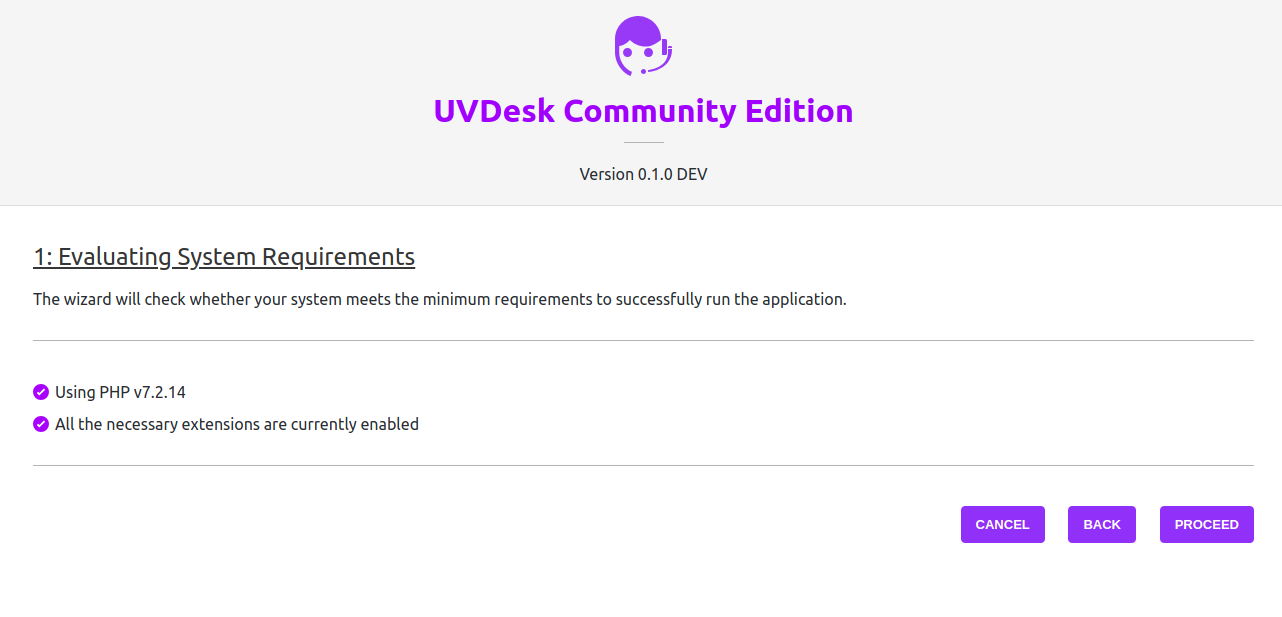 UVDesk Community Edition
Version 0.1.0 DEV
1: Evaluating System Requirements
The wizard will check whether your system meets the minimum requirements to successfully run the application.
Using PHP v7.2.14
All the necessary extensions are currently enabled
CANCEL BACK PROCEED